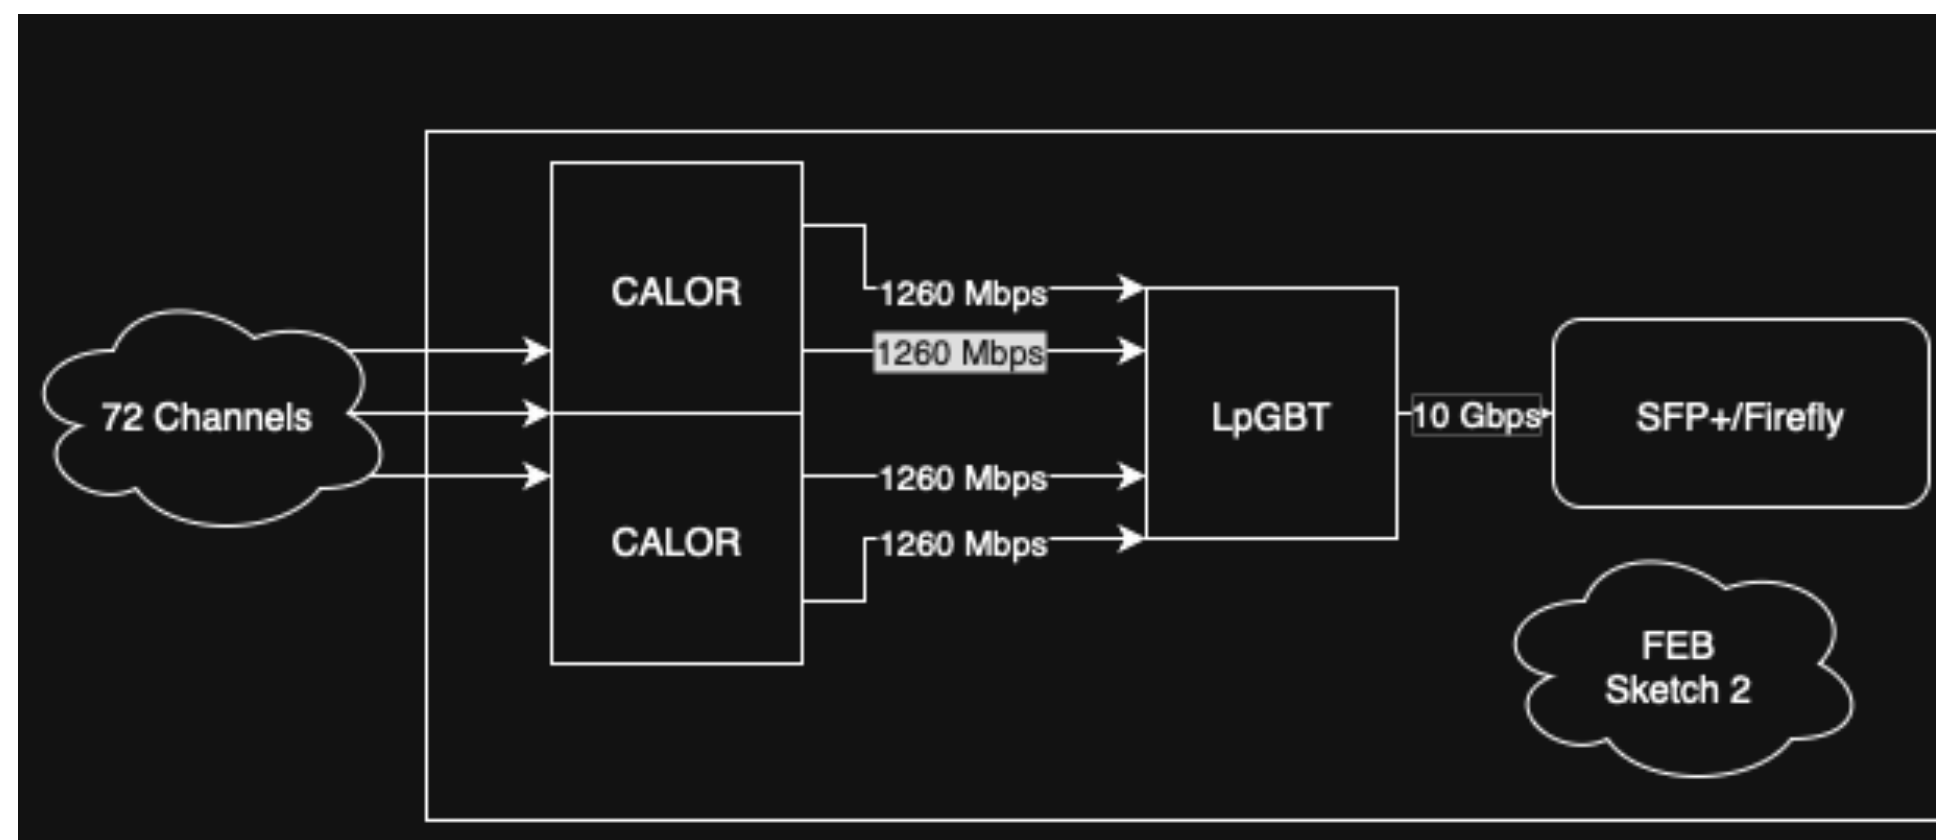 72 Channels
CALOR
CALOR
1260 Mbps
1260 Mbps
1260 Mbps
1260 Mbps
LpGBT
10 Gbps
SFP+/Firefly
FEB
Sketch 2